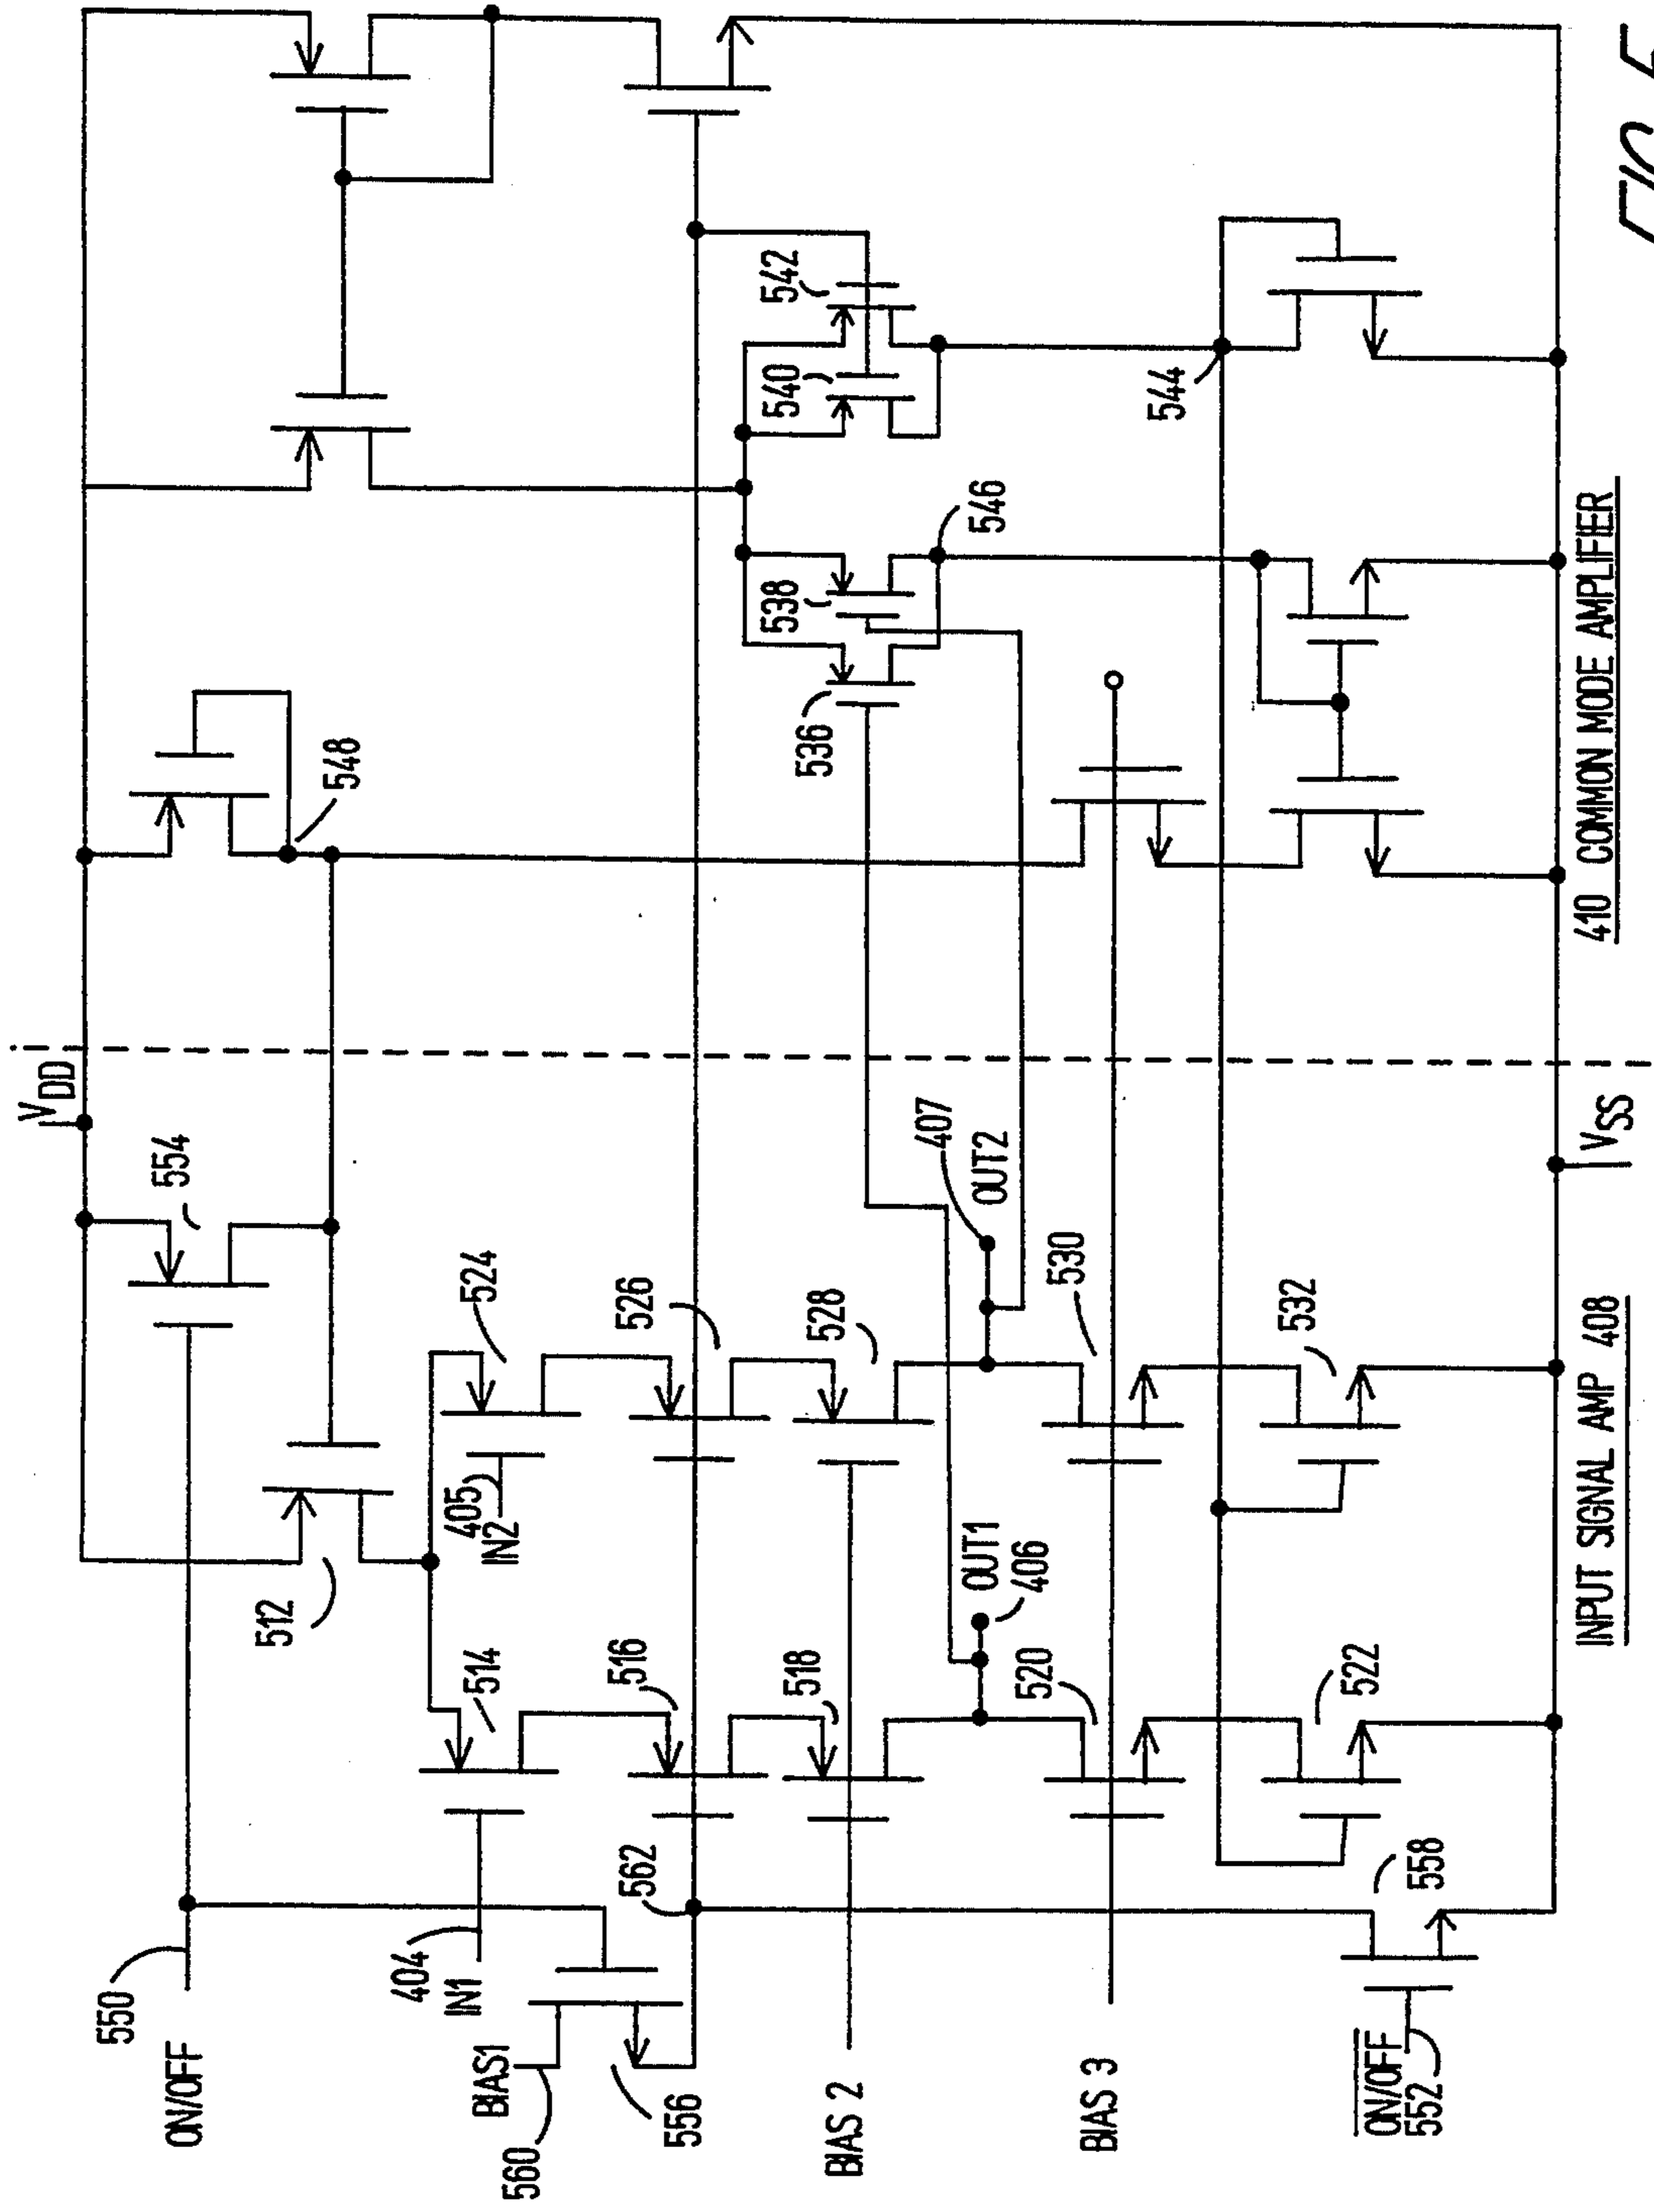 V_DD
554
548
550
ON/OFF
512
524
405
IN2
514
404
IN1
BIAS1
560
556
562
516
526
518
528
BIAS 2
536
538
540
542
546
544
407
OUT2
OUT1
406
520
530
BIAS 3
522
532
558
ON/OFF
552
V_SS
INPUT SIGNAL AMP 408
410 COMMON MODE AMPLIFIER